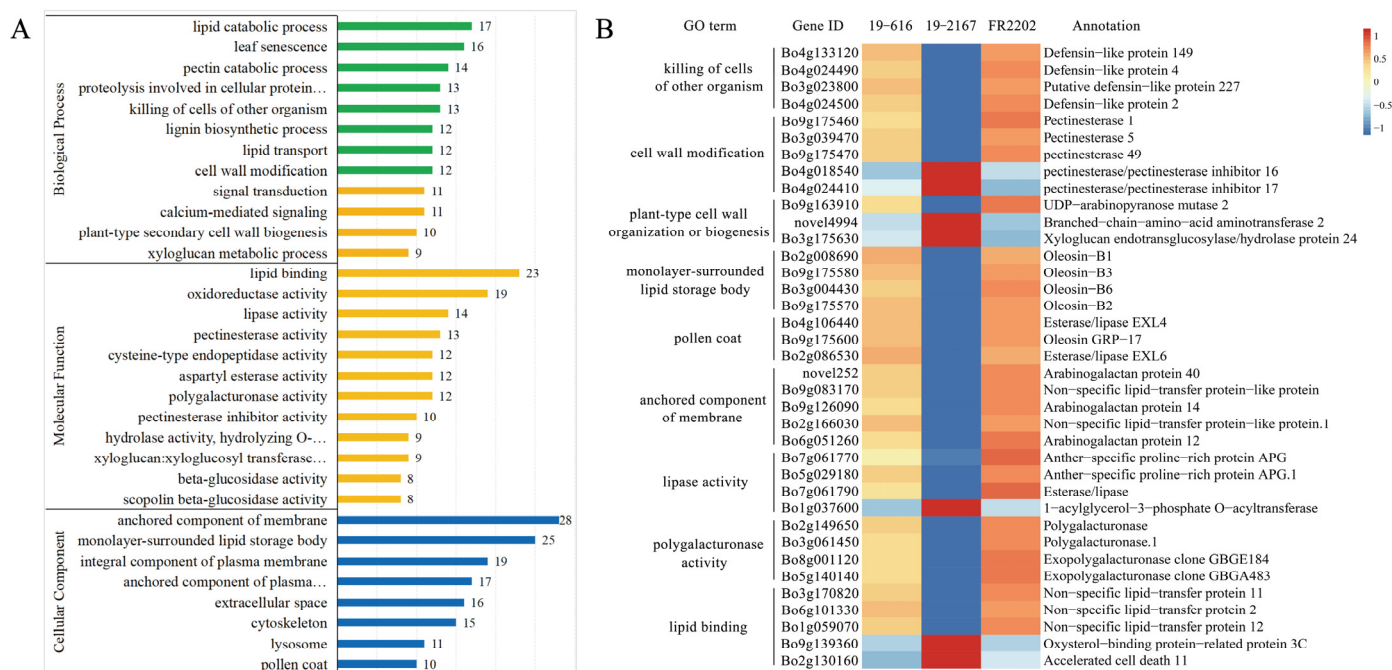 A
Biological Process
lipid catabolic process 17
leaf senescence 16
pectin catabolic process 14
proteolysis involved in cellular protein… 13
killing of cells of other organism 13
lignin biosynthetic process 12
lipid transport 12
cell wall modification 12
signal transduction 11
calcium-mediated signaling 11
plant-type secondary cell wall biogenesis 10
xyloglucan metabolic process 9
Molecular Function
lipid binding 23
oxidoreductase activity 19
lipase activity 14
pectinesterase activity 13
cysteine-type endopeptidase activity 12
aspartyl esterase activity 12
polygalacturonase activity 12
pectinesterase inhibitor activity 10
hydrolase activity, hydrolyzing O-… 9
xyloglucan:xyloglucosyl transferase… 9
beta-glucosidase activity 8
scopolin beta-glucosidase activity 8
Cellular Component
anchored component of membrane 28
monolayer-surrounded lipid storage body 25
integral component of plasma membrane 19
anchored component of plasma… 17
extracellular space 16
cytoskeleton 15
lysosome 11
pollen coat 10
B
GO term Gene ID 19−616 19−2167 FR2202 Annotation
killing of cells
of other organism
Bo4g133120 Defensin−like protein 149
Bo4g024490 Defensin−like protein 4
Bo3g023800 Putative defensin−like protein 227
Bo4g024500 Defensin−like protein 2
cell wall modification
Bo9g175460 Pectinesterase 1
Bo3g039470 Pectinesterase 5
Bo9g175470 pectinesterase 49
Bo4g018540 pectinesterase/pectinesterase inhibitor 16
Bo4g024410 pectinesterase/pectinesterase inhibitor 17
plant-type cell wall
organization or biogenesis
Bo9g163910 UDP−arabinopyranose mutase 2
novel4994 Branched−chain−amino−acid aminotransferase 2
Bo3g175630 Xyloglucan endotransglucosylase/hydrolase protein 24
monolayer-surrounded
lipid storage body
Bo2g008690 Oleosin−B1
Bo9g175580 Oleosin−B3
Bo3g004430 Oleosin−B6
Bo9g175570 Oleosin−B2
pollen coat
Bo4g106440 Esterase/lipase EXL4
Bo9g175600 Oleosin GRP−17
Bo2g086530 Esterase/lipase EXL6
anchored component
of membrane
novel252 Arabinogalactan protein 40
Bo9g083170 Non−specific lipid−transfer protein−like protein
Bo9g126090 Arabinogalactan protein 14
Bo2g166030 Non−specific lipid−transfer protein−like protein.1
Bo6g051260 Arabinogalactan protein 12
lipase activity
Bo7g061770 Anther−specific proline−rich protein APG
Bo5g029180 Anther−specific proline−rich protein APG.1
Bo7g061790 Esterase/lipase
Bo1g037600 1−acylglycerol−3−phosphate O−acyltransferase
polygalacturonase
activity
Bo2g149650 Polygalacturonase
Bo3g061450 Polygalacturonase.1
Bo8g001120 Exopolygalacturonase clone GBGE184
Bo5g140140 Exopolygalacturonase clone GBGA483
lipid binding
Bo3g170820 Non−specific lipid−transfer protein 11
Bo6g101330 Non−specific lipid−transfer protein 2
Bo1g059070 Non−specific lipid−transfer protein 12
Bo9g139360 Oxysterol−binding protein−related protein 3C
Bo2g130160 Accelerated cell death 11
1
0.5
0
−0.5
−1